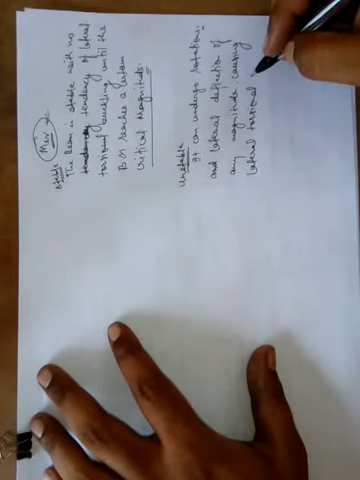 Mcr
stable
The beam is stable with no
tendency of lateral
torsional buckling until the
BM reaches a certain
critical magnitude.
Unstable
It can undergo rotation.
and lateral deflection of
any magnitude causing
lateral torsional